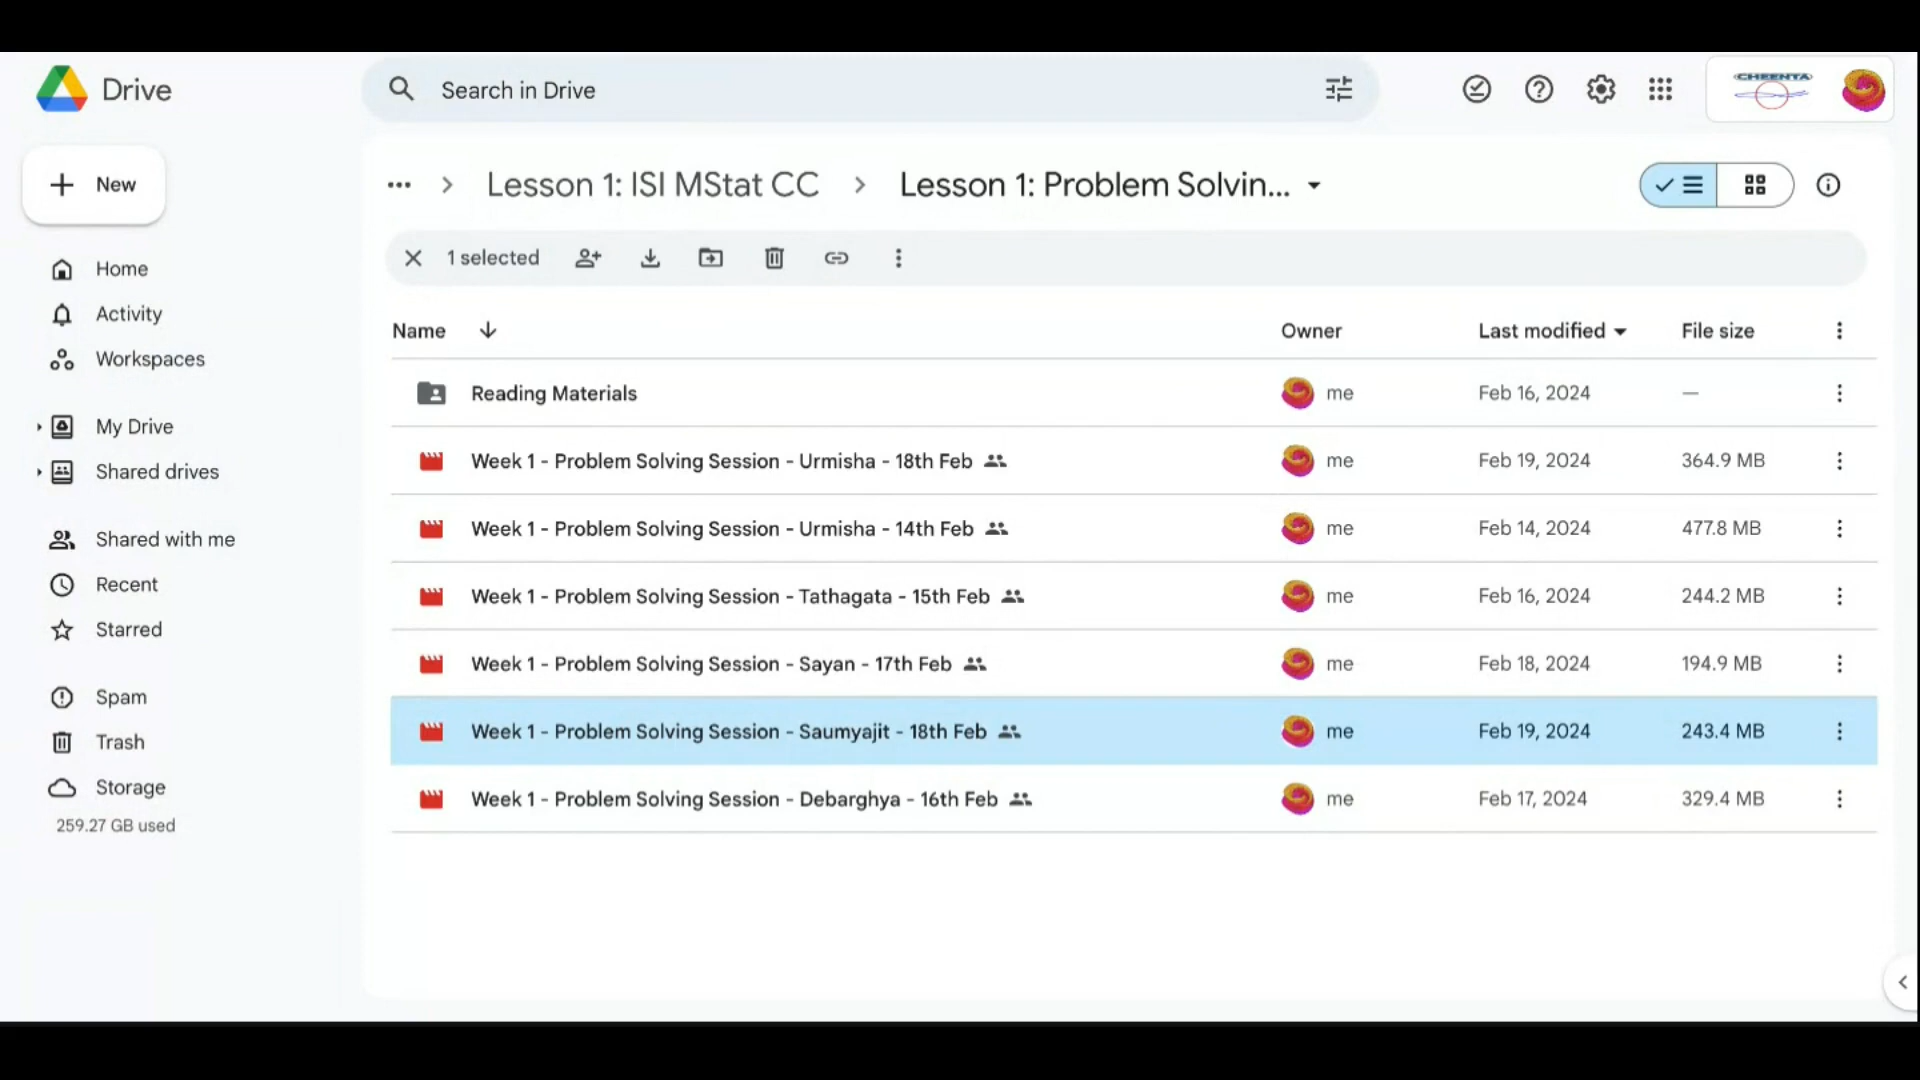 Drive
Search in Drive
CHEENTA
New
Lesson 1: ISI MStat CC
Lesson 1: Problem Solvin...
1 selected
Home
Activity
Workspaces
My Drive
Shared drives
Shared with me
Recent
Starred
Spam
Trash
Storage
259.27 GB used
Name Owner Last modified File size
Reading Materials me Feb 16, 2024 —
Week 1 - Problem Solving Session - Urmisha - 18th Feb me Feb 19, 2024 364.9 MB
Week 1 - Problem Solving Session - Urmisha - 14th Feb me Feb 14, 2024 477.8 MB
Week 1 - Problem Solving Session - Tathagata - 15th Feb me Feb 16, 2024 244.2 MB
Week 1 - Problem Solving Session - Sayan - 17th Feb me Feb 18, 2024 194.9 MB
Week 1 - Problem Solving Session - Saumyajit - 18th Feb me Feb 19, 2024 243.4 MB
Week 1 - Problem Solving Session - Debarghya - 16th Feb me Feb 17, 2024 329.4 MB